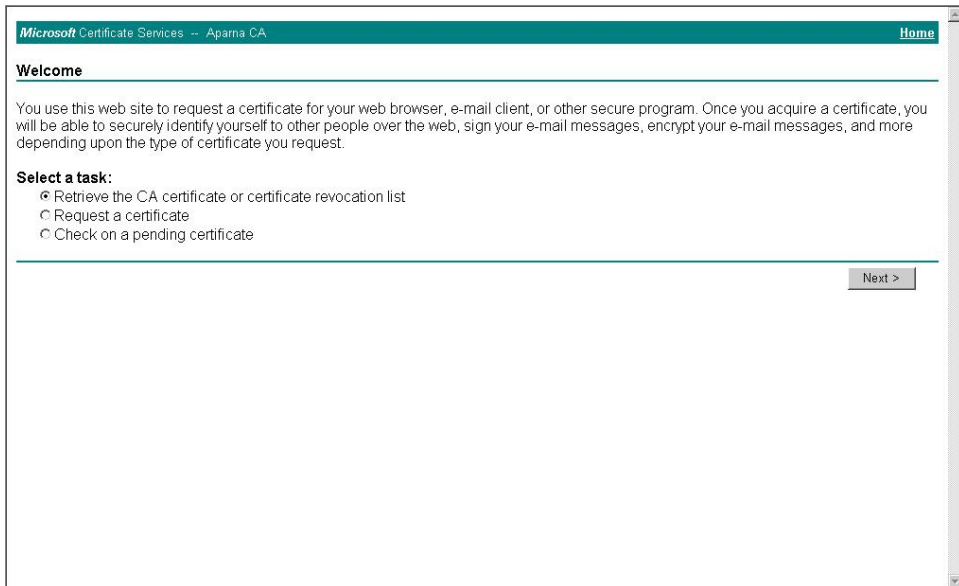 Microsoft Certificate Services -- Aparna CA Home
Welcome
You use this web site to request a certificate for your web browser, e-mail client, or other secure program. Once you acquire a certificate, you
will be able to securely identify yourself to other people over the web, sign your e-mail messages, encrypt your e-mail messages, and more
depending upon the type of certificate you request.
Select a task:
Retrieve the CA certificate or certificate revocation list
Request a certificate
Check on a pending certificate
Next >